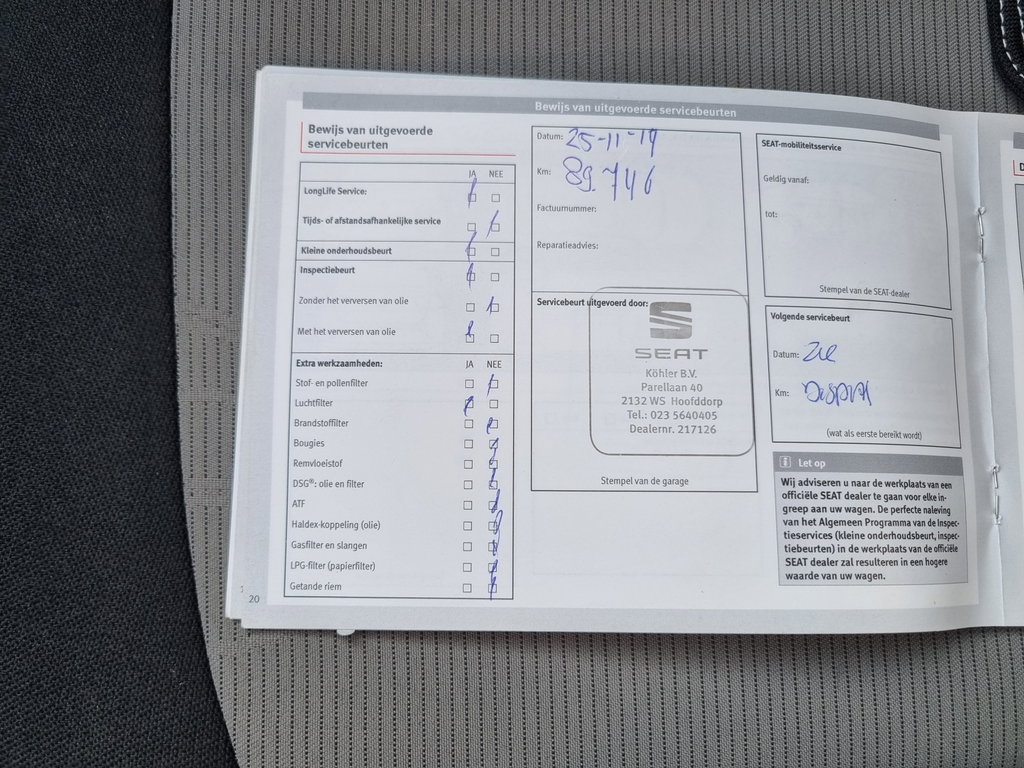 Bewijs van uitgevoerde servicebeurten
Bewijs van uitgevoerde
servicebeurten
JA NEE
LongLife Service:
Tijds- of afstandsafhankelijke service
Kleine onderhoudsbeurt
Inspectiebeurt
Zonder het verversen van olie
Met het verversen van olie
Extra werkzaamheden: JA NEE
Stof- en pollenfilter
Luchtfilter
Brandstoffilter
Bougies
Remvloeistof
DSG®: olie en filter
ATF
Haldex-koppeling (olie)
Gasfilter en slangen
LPG-filter (papierfilter)
Getande riem
20
Datum: 25-11-19
Km: 89.746
Factuurnummer:
Reparatieadvies:
Servicebeurt uitgevoerd door:
SEAT
Köhler B.V.
Parellaan 40
2132 WS Hoofddorp
Tel.: 023 5640405
Dealernr. 217126
Stempel van de garage
SEAT-mobiliteitsservice
Geldig vanaf:
tot:
Stempel van de SEAT-dealer
Volgende servicebeurt
Datum: Zie
Km:
(wat als eerste bereikt wordt)
Let op
Wij adviseren u naar de werkplaats van een
officiële SEAT dealer te gaan voor elke in-
greep aan uw wagen. De perfecte naleving
van het Algemeen Programma van de Inspec-
tieservices (kleine onderhoudsbeurt, inspec-
tiebeurten) in de werkplaats van de officiële
SEAT dealer zal resulteren in een hogere
waarde van uw wagen.